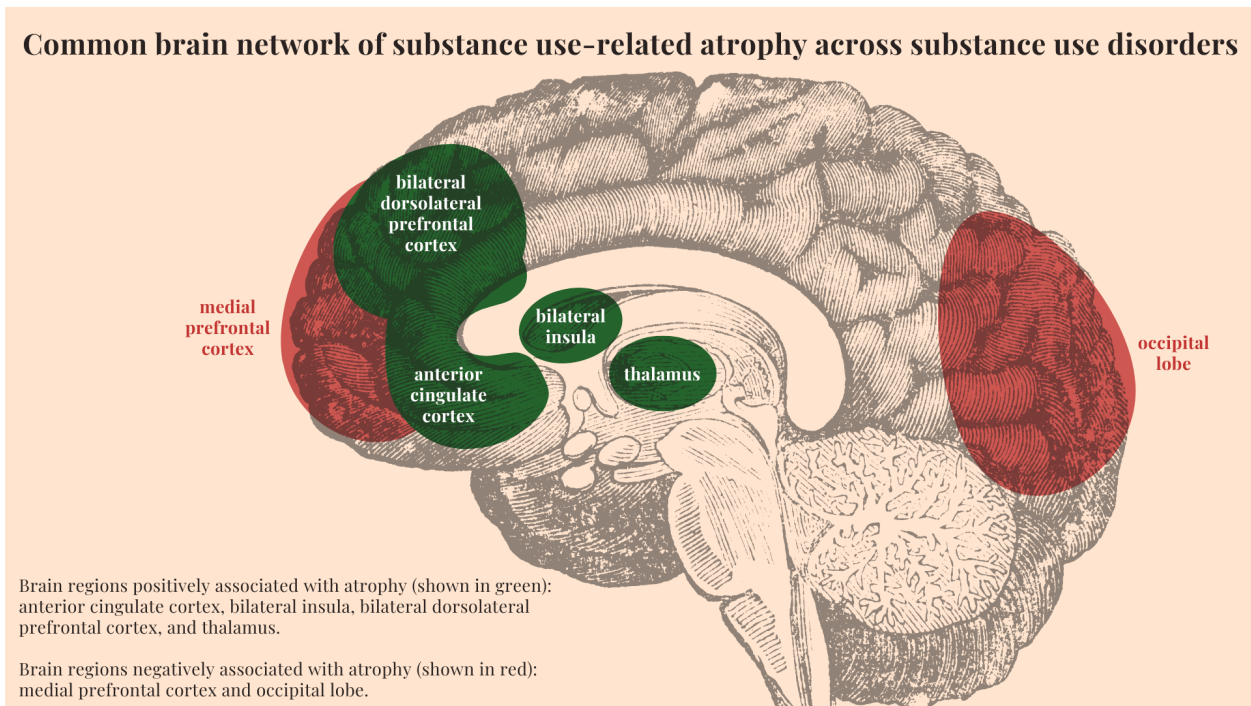 Common brain network of substance use-related atrophy across substance use disorders
bilateral
dorsolateral
prefrontal
cortex
medial
prefrontal
cortex
bilateral
insula
thalamus
anterior
cingulate
cortex
occipital
lobe
Brain regions positively associated with atrophy (shown in green):
anterior cingulate cortex, bilateral insula, bilateral dorsolateral
prefrontal cortex, and thalamus.
Brain regions negatively associated with atrophy (shown in red):
medial prefrontal cortex and occipital lobe.